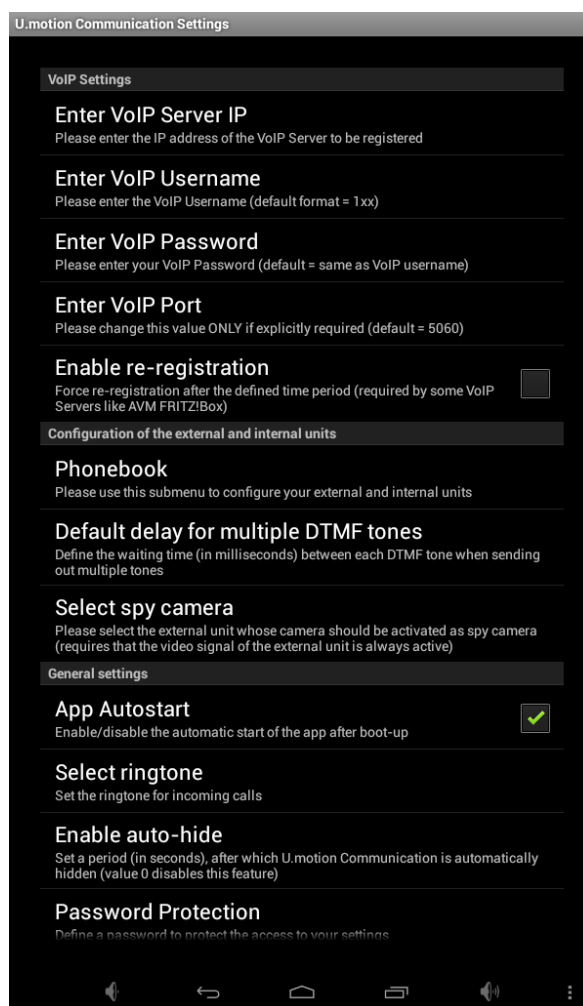 U.motion Communication Settings
VoIP Settings
Enter VoIP Server IP
Please enter the IP address of the VoIP Server to be registered
Enter VoIP Username
Please enter the VoIP Username (default format = 1xx)
Enter VoIP Password
Please enter your VoIP Password (default = same as VoIP username)
Enter VoIP Port
Please change this value ONLY if explicitly required (default = 5060)
Enable re-registration
Force re-registration after the defined time period (required by some VoIP
Servers like AVM FRITZ!Box)
Configuration of the external and internal units
Phonebook
Please use this submenu to configure your external and internal units
Default delay for multiple DTMF tones
Define the waiting time (in milliseconds) between each DTMF tone when sending
out multiple tones
Select spy camera
Please select the external unit whose camera should be activated as spy camera
(requires that the video signal of the external unit is always active)
General settings
App Autostart
Enable/disable the automatic start of the app after boot-up
Select ringtone
Set the ringtone for incoming calls
Enable auto-hide
Set a period (in seconds), after which U.motion Communication is automatically
hidden (value 0 disables this feature)
Password Protection
Define a password to protect the access to your settings